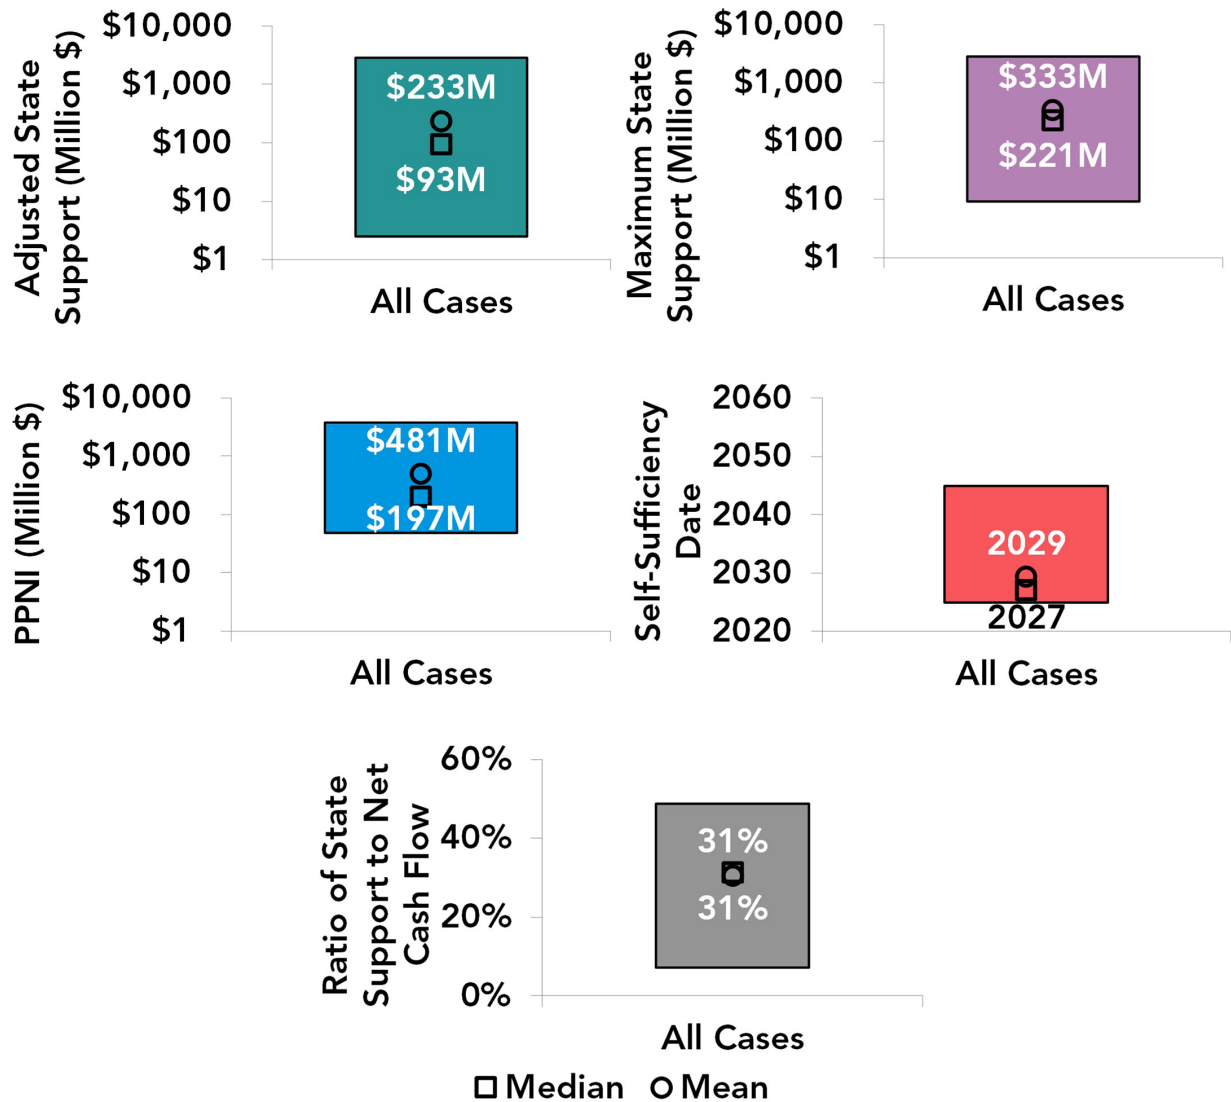 $10,000
$1,000
$100
$10
$1
Adjusted State
Support (Million $)
$233M
$93M
All Cases
$10,000
$1,000
$100
$10
$1
Maximum State
Support (Million $)
$333M
$221M
All Cases
$10,000
$1,000
$100
$10
$1
PPNI (Million $)
$481M
$197M
All Cases
2060
2050
2040
2030
2020
Self-Sufficiency
Date
2029
2027
All Cases
60%
40%
20%
0%
Ratio of State
Support to Net
Cash Flow
31%
31%
All Cases
Median Mean